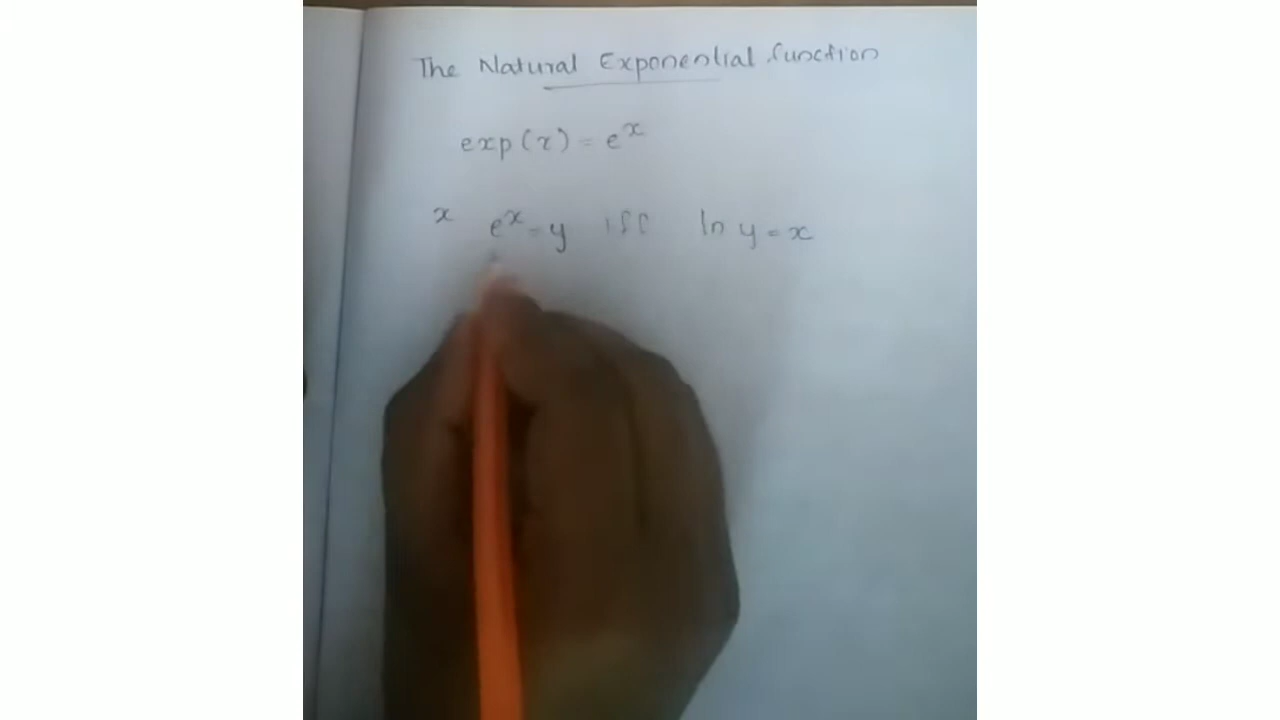 The Natural Exponential function
exp(x) = e^x
x e^x = y iff ln y = x